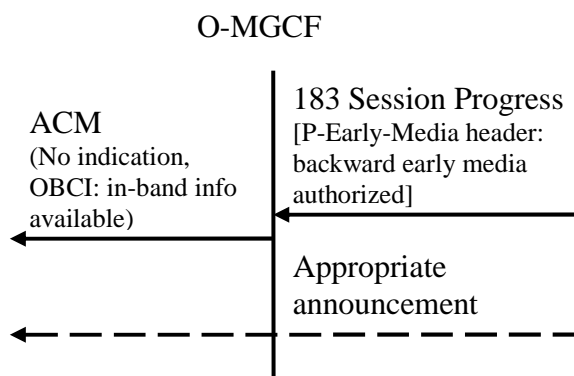 O-MGCF
183 Session Progress
[P-Early-Media header:
backward early media
authorized]
ACM
(No indication,
OBCI: in-band info
available)
Appropriate
announcement